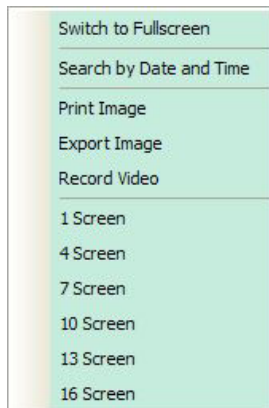 Switch to Fullscreen
Search by Date and Time
Print Image
Export Image
Record Video
1 Screen
4 Screen
7 Screen
10 Screen
13 Screen
16 Screen